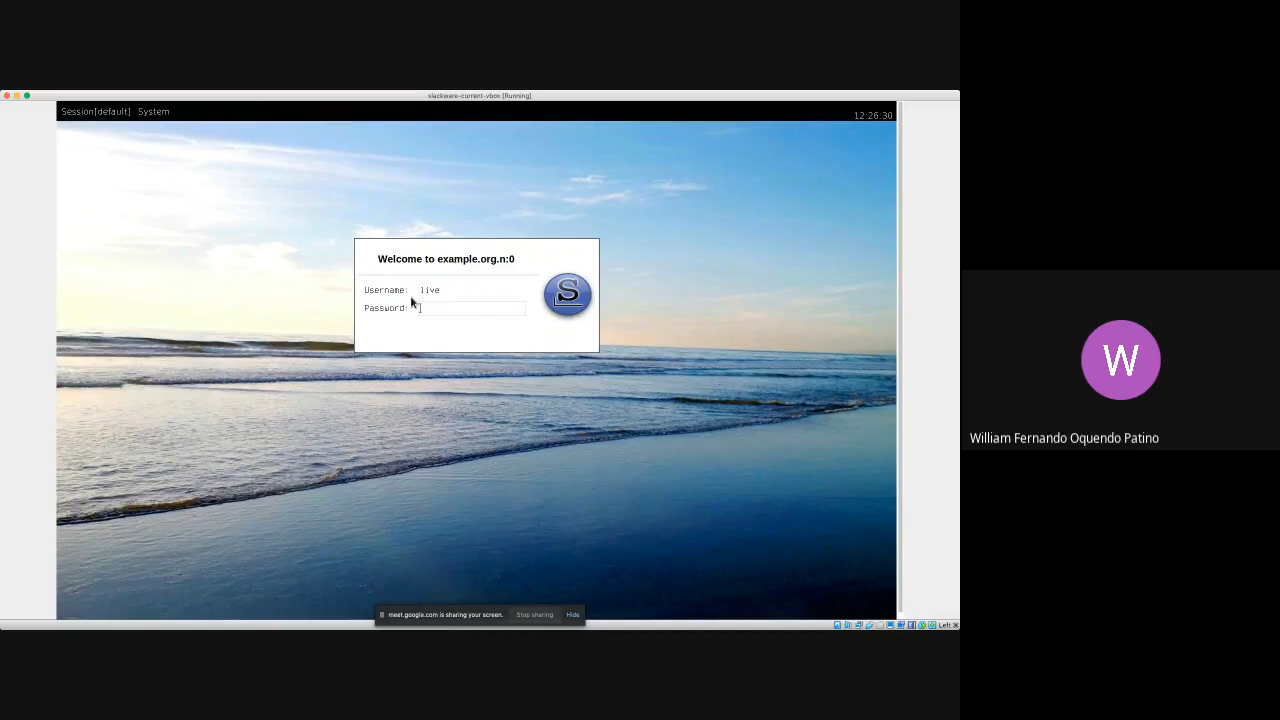 slackware-current-vbox [Running]
Session[default] System
12:26:30
Welcome to example.org.n:0
Username: live
Password:
S
meet.google.com is sharing your screen. Stop sharing Hide
Left ⌘
W
William Fernando Oquendo Patino